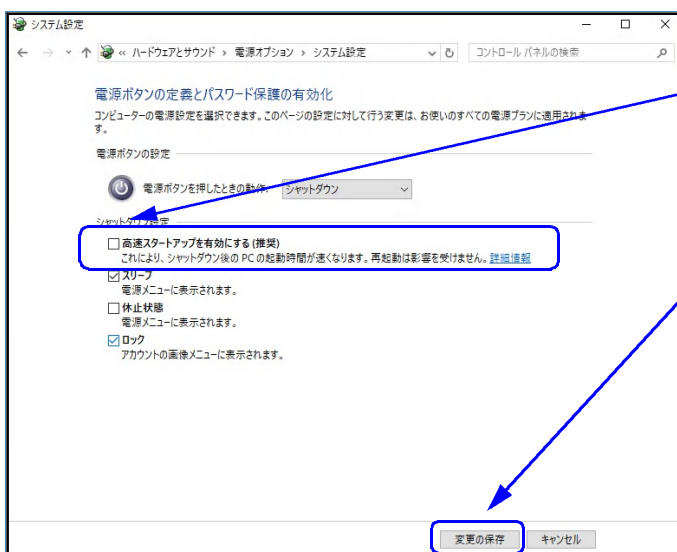 システム設定
« ハードウェアとサウンド › 電源オプション › システム設定
コントロール パネルの検索
電源ボタンの定義とパスワード保護の有効化
コンピューターの電源設定を選択できます。このページの設定に対して行う変更は、お使いのすべての電源プランに適用されま
す。
電源ボタンの設定
電源ボタンを押したときの動作: シャットダウン
シャットダウン設定
高速スタートアップを有効にする (推奨)
これにより、シャットダウン後の PC の起動時間が速くなります。再起動は影響を受けません。詳細情報
スリープ
電源メニューに表示されます。
休止状態
電源メニューに表示されます。
ロック
アカウントの画像メニューに表示されます。
変更の保存 キャンセル